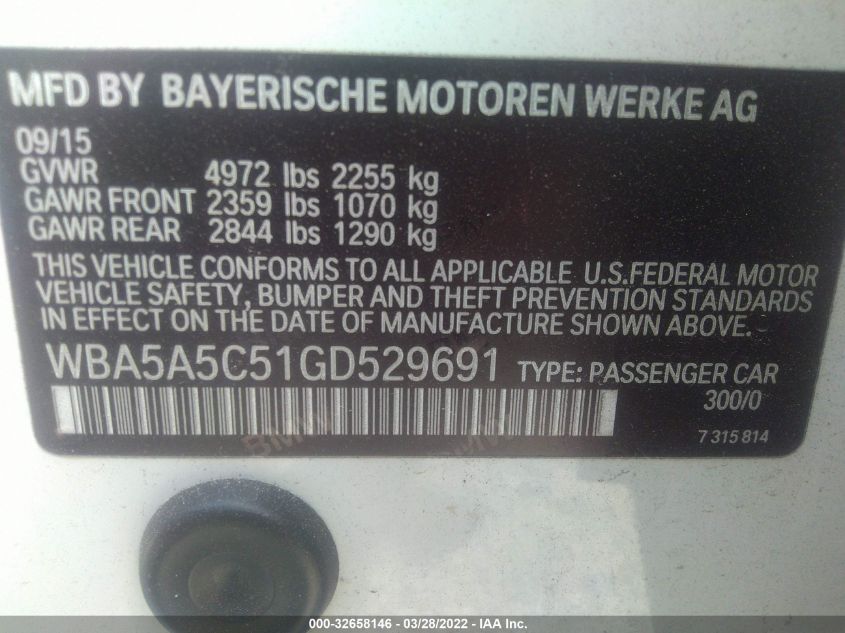 MFD BY BAYERISCHE MOTOREN WERKE AG
09/15
GVWR 4972 lbs 2255 kg
GAWR FRONT 2359 lbs 1070 kg
GAWR REAR 2844 lbs 1290 kg
THIS VEHICLE CONFORMS TO ALL APPLICABLE U.S.FEDERAL MOTOR
VEHICLE SAFETY, BUMPER AND THEFT PREVENTION STANDARDS
IN EFFECT ON THE DATE OF MANUFACTURE SHOWN ABOVE.
WBA5A5C51GD529691 TYPE: PASSENGER CAR
300/0
7 315 814
BMW BMW
000-32658146 - 03/28/2022 - IAA Inc.